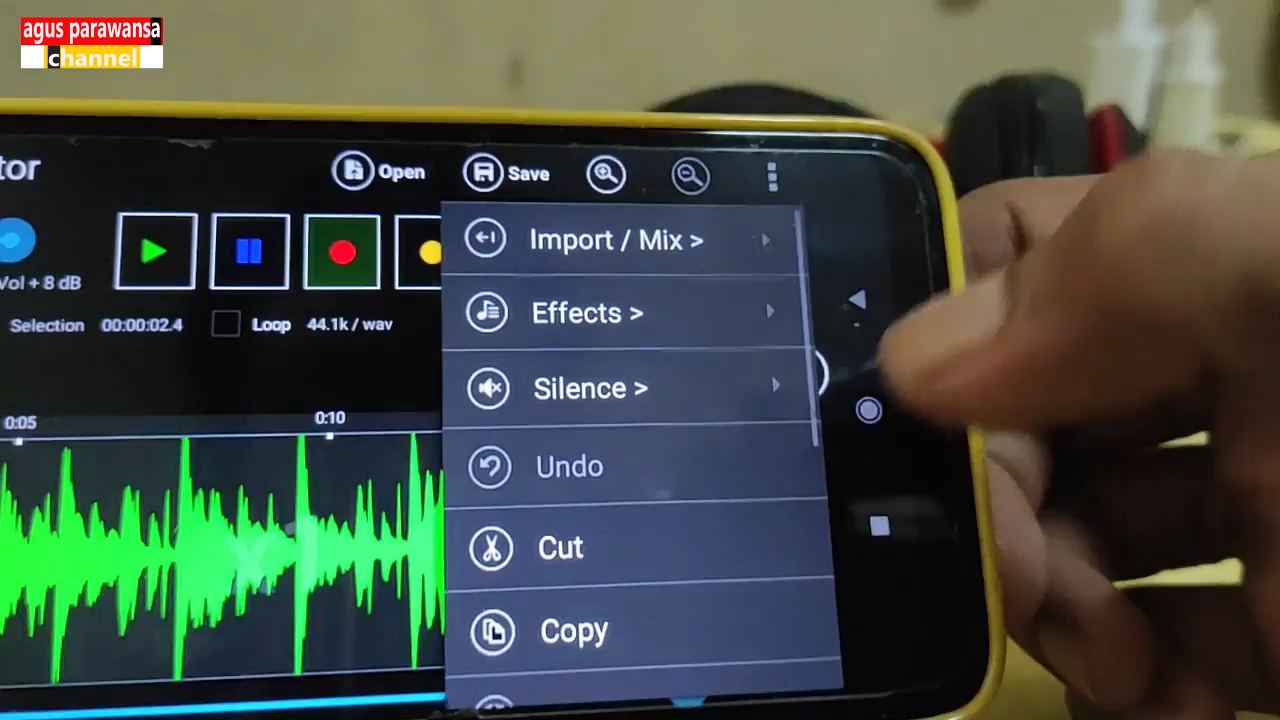 agus parawansa
channel
tor
Open
Save
Vol + 8 dB
Selection 00:00:02.4 Loop 44.1k / wav
0:05
0:10
Import / Mix >
Effects >
Silence >
Undo
Cut
Copy